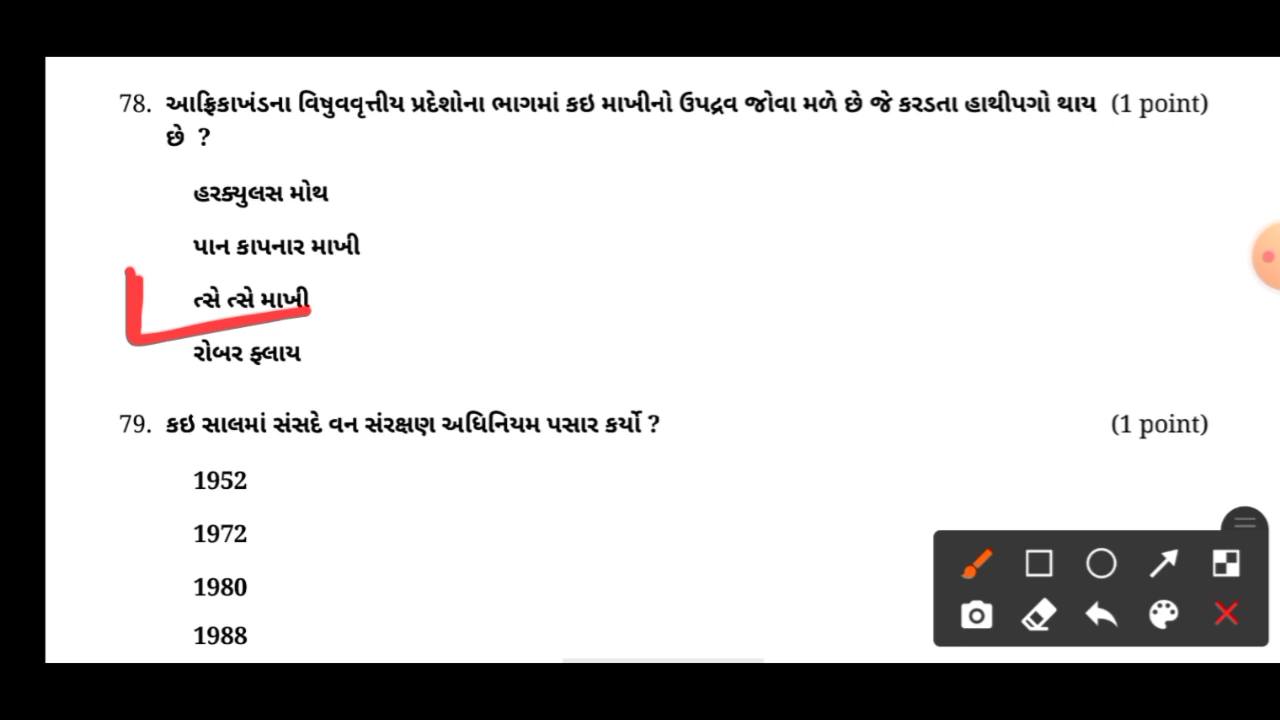 78. આફ્રિકાખંડના વિષુવવૃત્તીય પ્રદેશોના ભાગમાં કઇ માખીનો ઉપદ્રવ જોવા મળે છે જે કરડતા હાથીપગો થાય (1 point)
છે ?
હરક્યુલસ મોથ
પાન કાપનાર માખી
ત્સે ત્સે માખી
રોબર ફ્લાય
79. કઇ સાલમાં સંસદે વન સંરક્ષણ અધિનિયમ પસાર કર્યો ? (1 point)
1952
1972
1980
1988